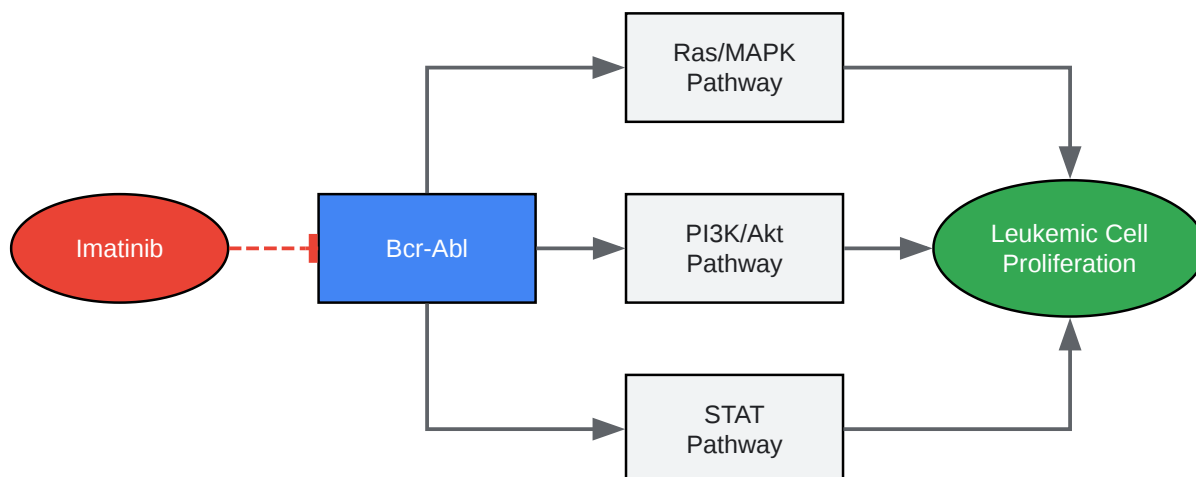 Ras/MAPK
Pathway
Imatinib
Bcr-Abl
PI3K/Akt
Pathway
Leukemic Cell
Proliferation
STAT
Pathway